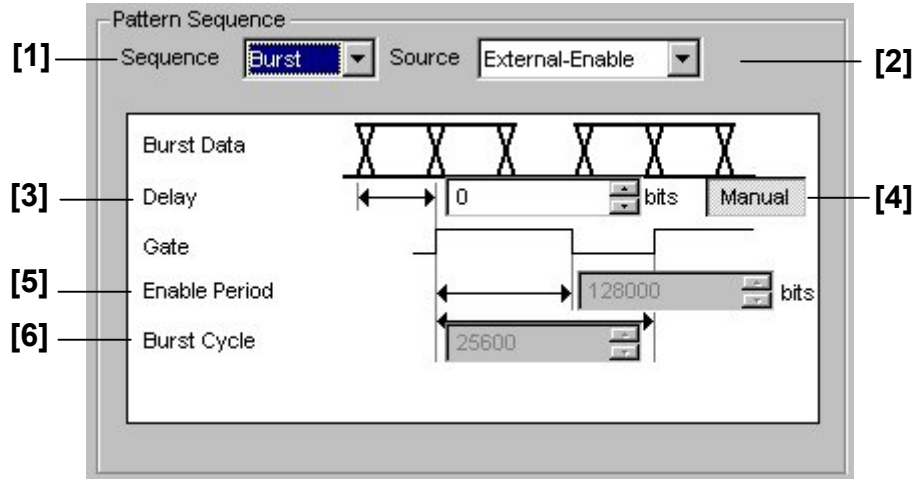 Pattern Sequence
[1] Sequence Burst Source External-Enable [2]
Burst Data
[3] Delay 0 bits Manual [4]
Gate
[5] Enable Period 128000 bits
[6] Burst Cycle 25600